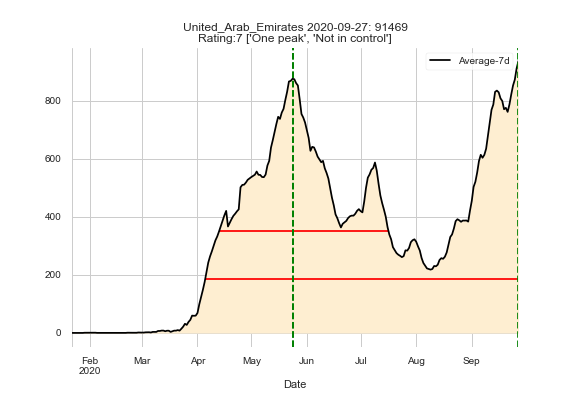 United_Arab_Emirates 2020-09-27: 91469
Rating:7 ['One peak', 'Not in control']
Average-7d
800
600
400
200
0
Feb Mar Apr May Jun Jul Aug Sep
2020
Date